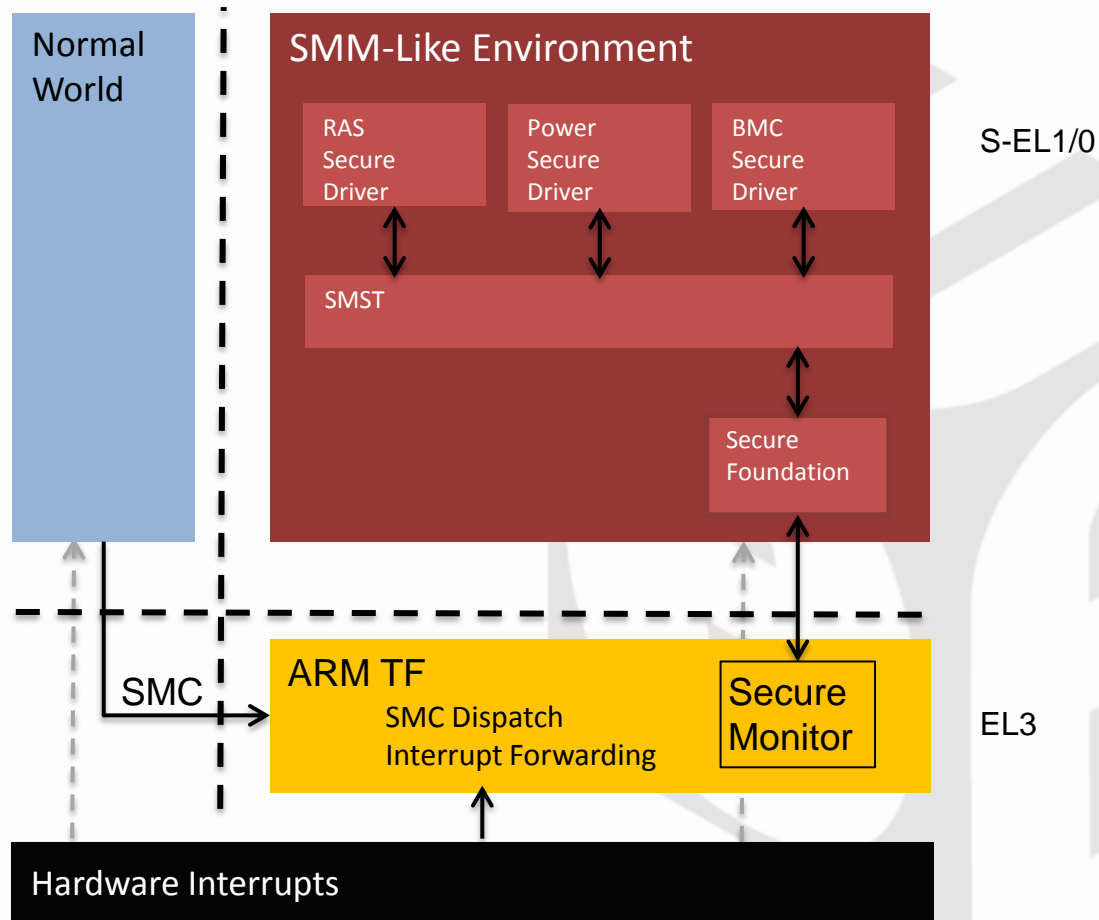 Normal
World
SMM-Like Environment
RAS
Secure
Driver
Power
Secure
Driver
BMC
Secure
Driver
S-EL1/0
SMST
Secure
Foundation
SMC
ARM TF
SMC Dispatch
Interrupt Forwarding
Secure
Monitor
EL3
Hardware Interrupts